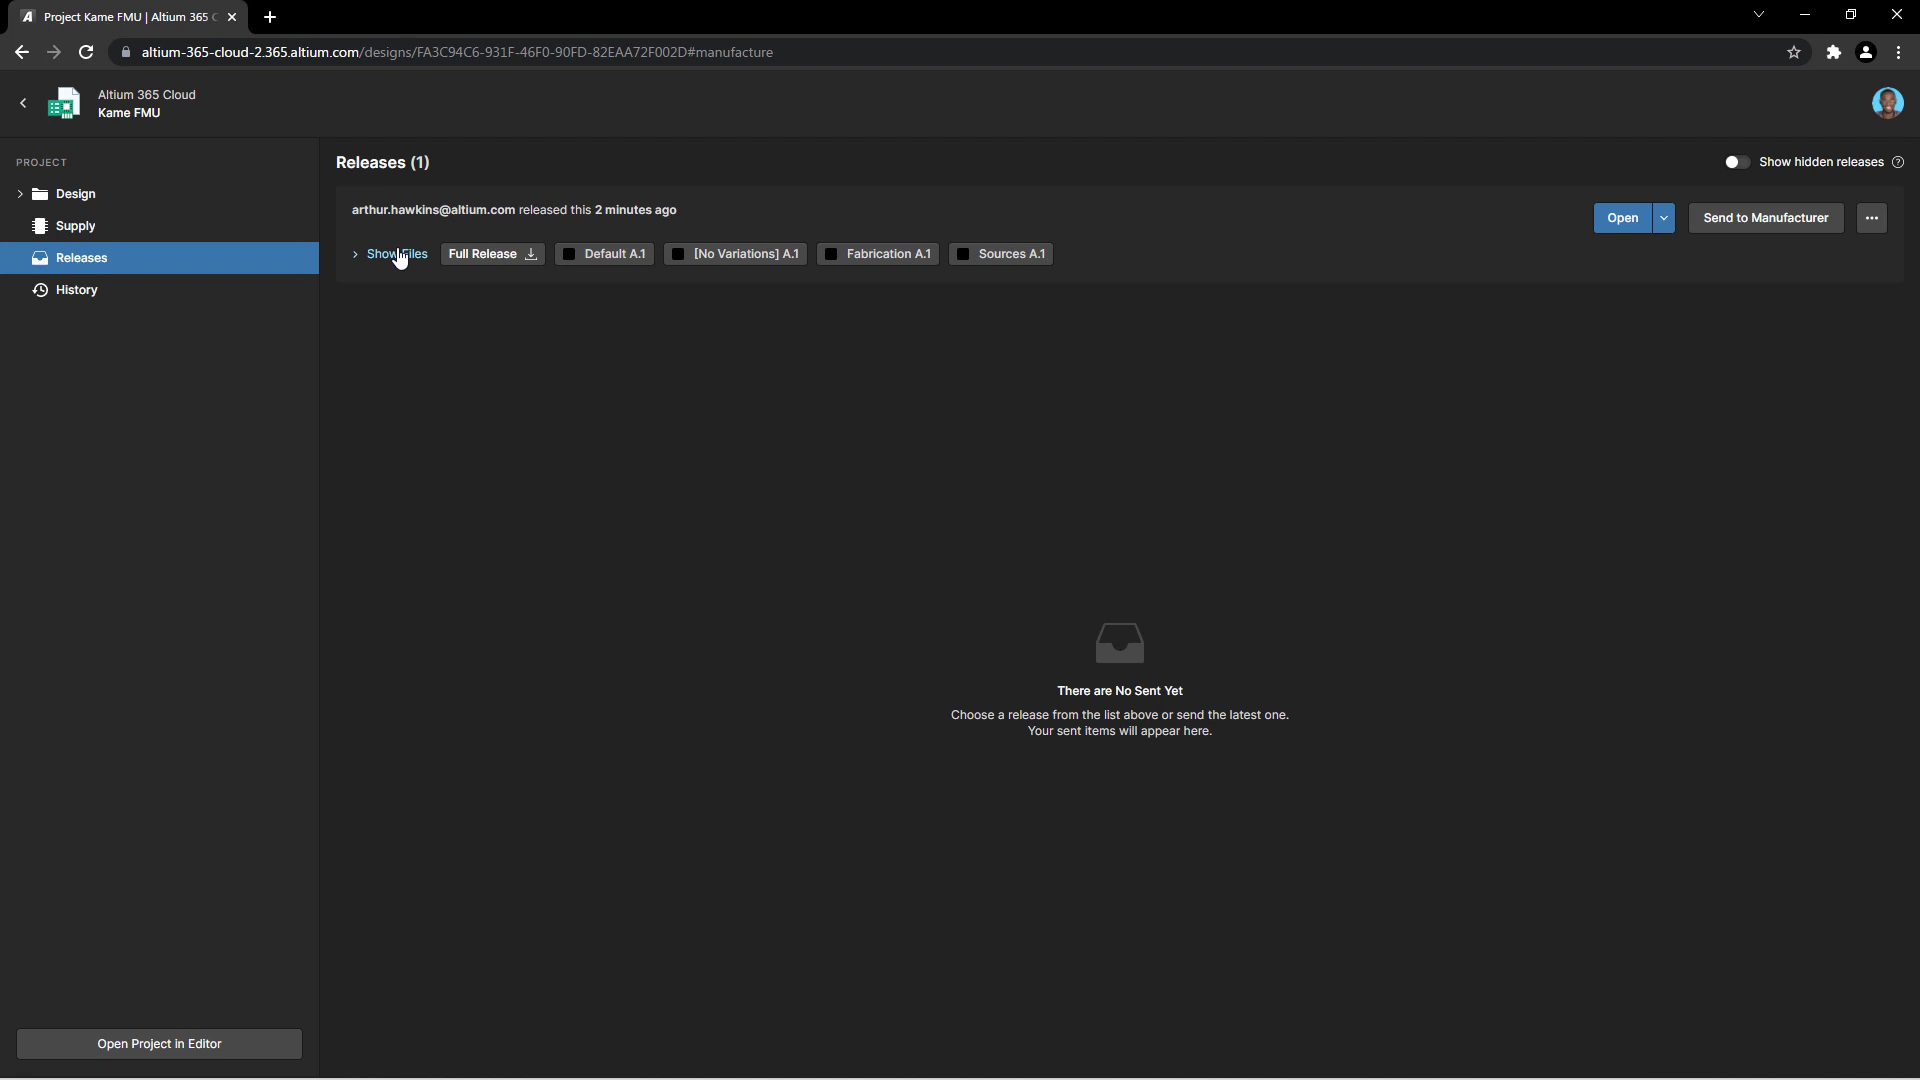 Project Kame FMU | Altium 365 C
altium-365-cloud-2.365.altium.com/designs/FA3C94C6-931F-46F0-90FD-82EAA72F002D#manufacture
Altium 365 Cloud
Kame FMU
PROJECT
Design
Supply
Releases
History
Open Project in Editor
Releases (1)
Show hidden releases
arthur.hawkins@altium.com released this 2 minutes ago
Open
Send to Manufacturer
Show Files
Full Release
Default A.1
[No Variations] A.1
Fabrication A.1
Sources A.1
There are No Sent Yet
Choose a release from the list above or send the latest one.
Your sent items will appear here.